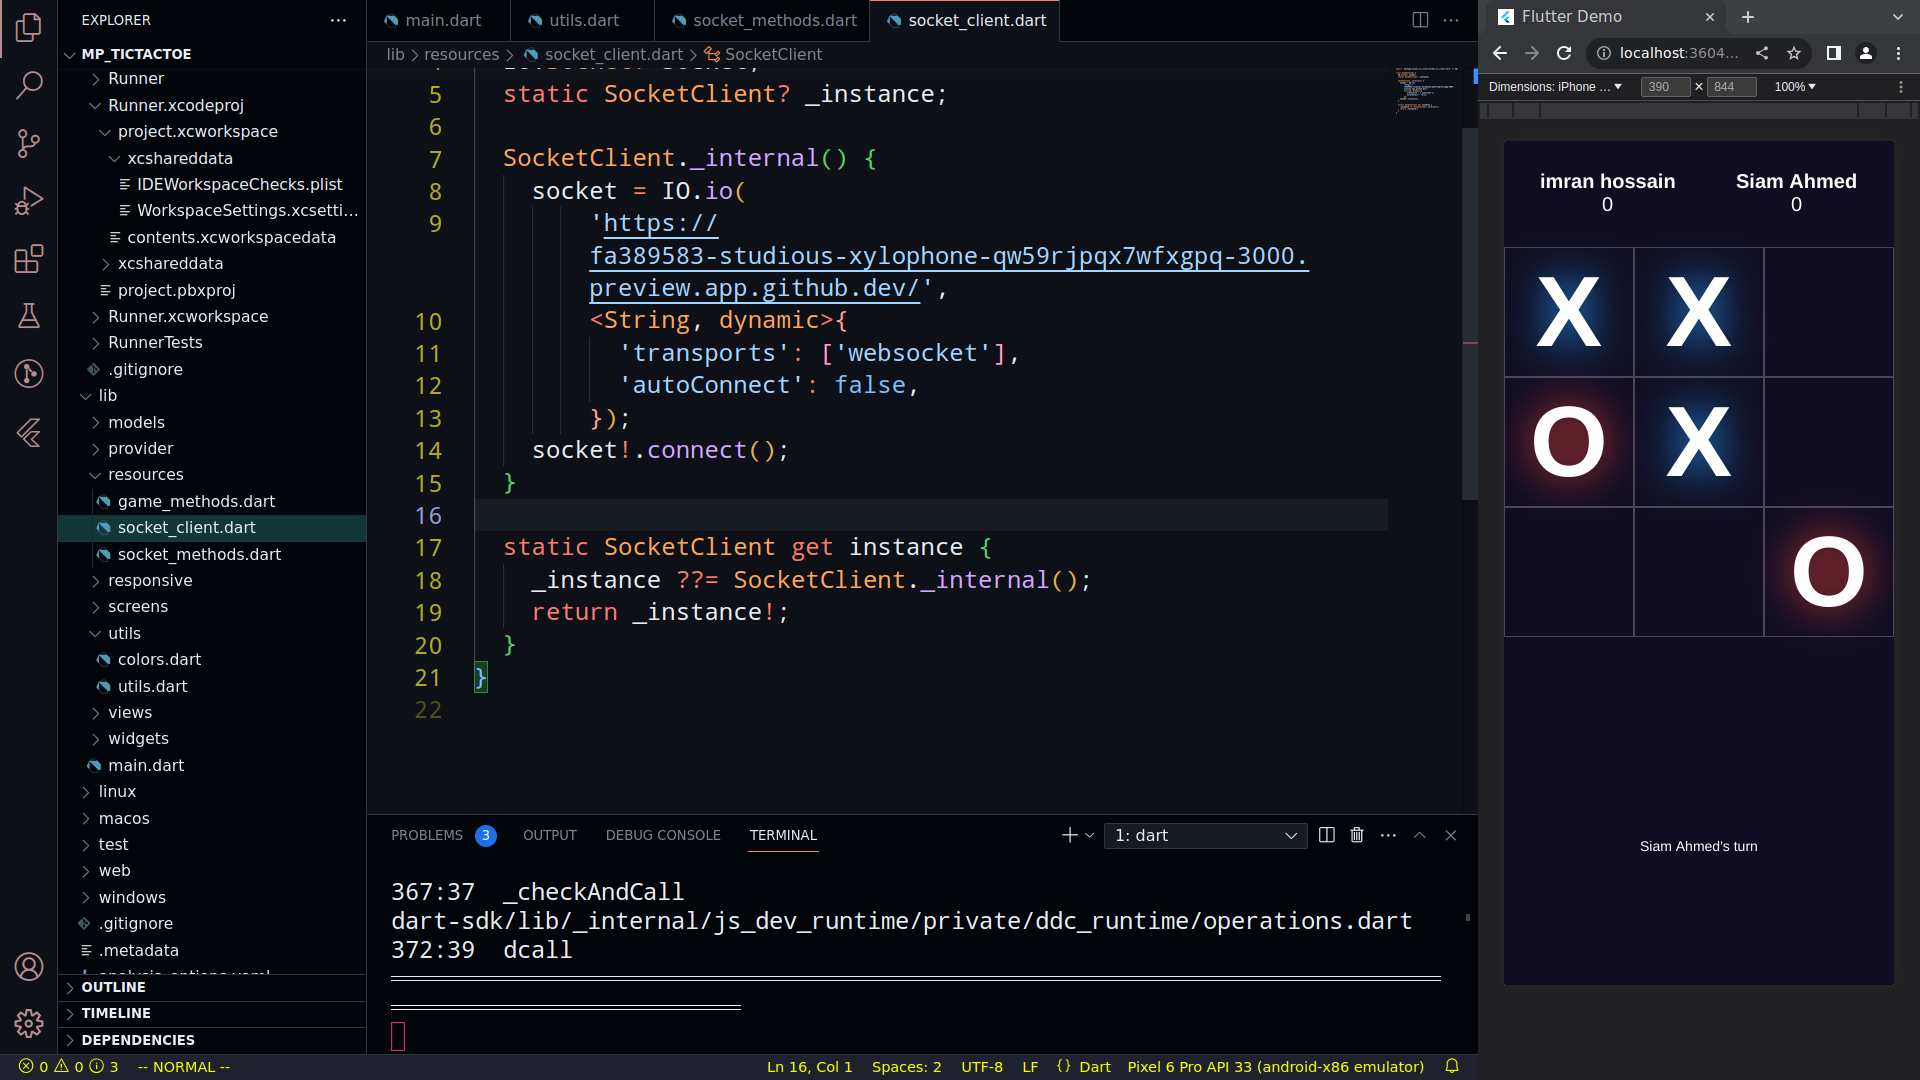 EXPLORER
MP_TICTACTOE
Runner
Runner.xcodeproj
project.xcworkspace
xcshareddata
IDEWorkspaceChecks.plist
WorkspaceSettings.xcsetti...
contents.xcworkspacedata
xcshareddata
project.pbxproj
Runner.xcworkspace
RunnerTests
.gitignore
lib
models
provider
resources
game_methods.dart
socket_client.dart
socket_methods.dart
responsive
screens
utils
colors.dart
utils.dart
views
widgets
main.dart
linux
macos
test
web
windows
.gitignore
.metadata
OUTLINE
TIMELINE
DEPENDENCIES
main.dart
utils.dart
socket_methods.dart
socket_client.dart
lib > resources > socket_client.dart > SocketClient
5 static SocketClient? _instance;
6
7 SocketClient._internal() {
8 socket = IO.io(
9 'https://
fa389583-studious-xylophone-qw59rjpqx7wfxgpq-3000.
preview.app.github.dev/',
10 <String, dynamic>{
11 'transports': ['websocket'],
12 'autoConnect': false,
13 });
14 socket!.connect();
15 }
16
17 static SocketClient get instance {
18 _instance ??= SocketClient._internal();
19 return _instance!;
20 }
21 }
22
PROBLEMS 3 OUTPUT DEBUG CONSOLE TERMINAL
1: dart
367:37 _checkAndCall
dart-sdk/lib/_internal/js_dev_runtime/private/ddc_runtime/operations.dart
372:39 dcall
0 0 3 -- NORMAL --
Ln 16, Col 1 Spaces: 2 UTF-8 LF {} Dart Pixel 6 Pro API 33 (android-x86 emulator)
Flutter Demo
localhost:3604...
Dimensions: iPhone ... 390 × 844 100%
imran hossain Siam Ahmed
0 0
X X
O X
O
Siam Ahmed's turn